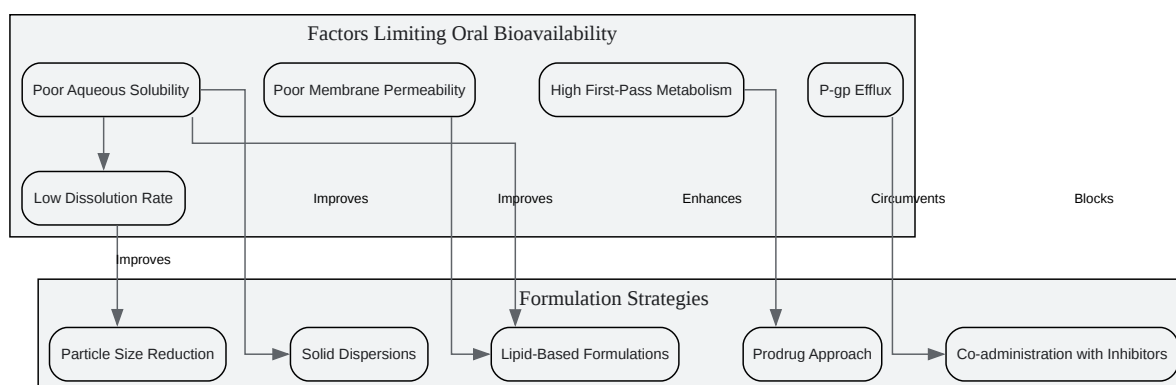 Factors Limiting Oral Bioavailability
Poor Aqueous Solubility
Poor Membrane Permeability
High First-Pass Metabolism
P-gp Efflux
Low Dissolution Rate
Improves
Improves
Enhances
Circumvents
Blocks
Improves
Formulation Strategies
Particle Size Reduction
Solid Dispersions
Lipid-Based Formulations
Prodrug Approach
Co-administration with Inhibitors